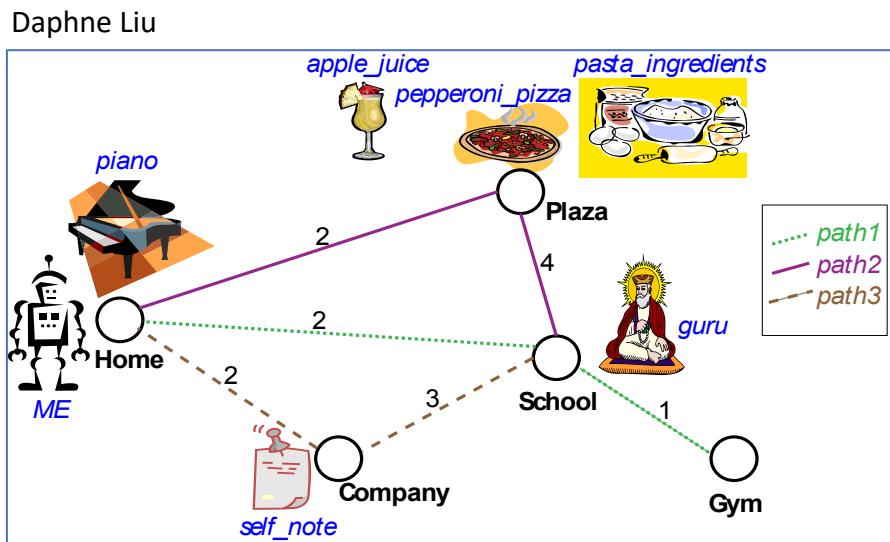 Daphne Liu
apple_juice
pasta_ingredients
pepperoni_pizza
piano
Plaza
2
path1
path2
path3
4
2
guru
Home
ME
2
3
School
1
Company
Gym
self_note